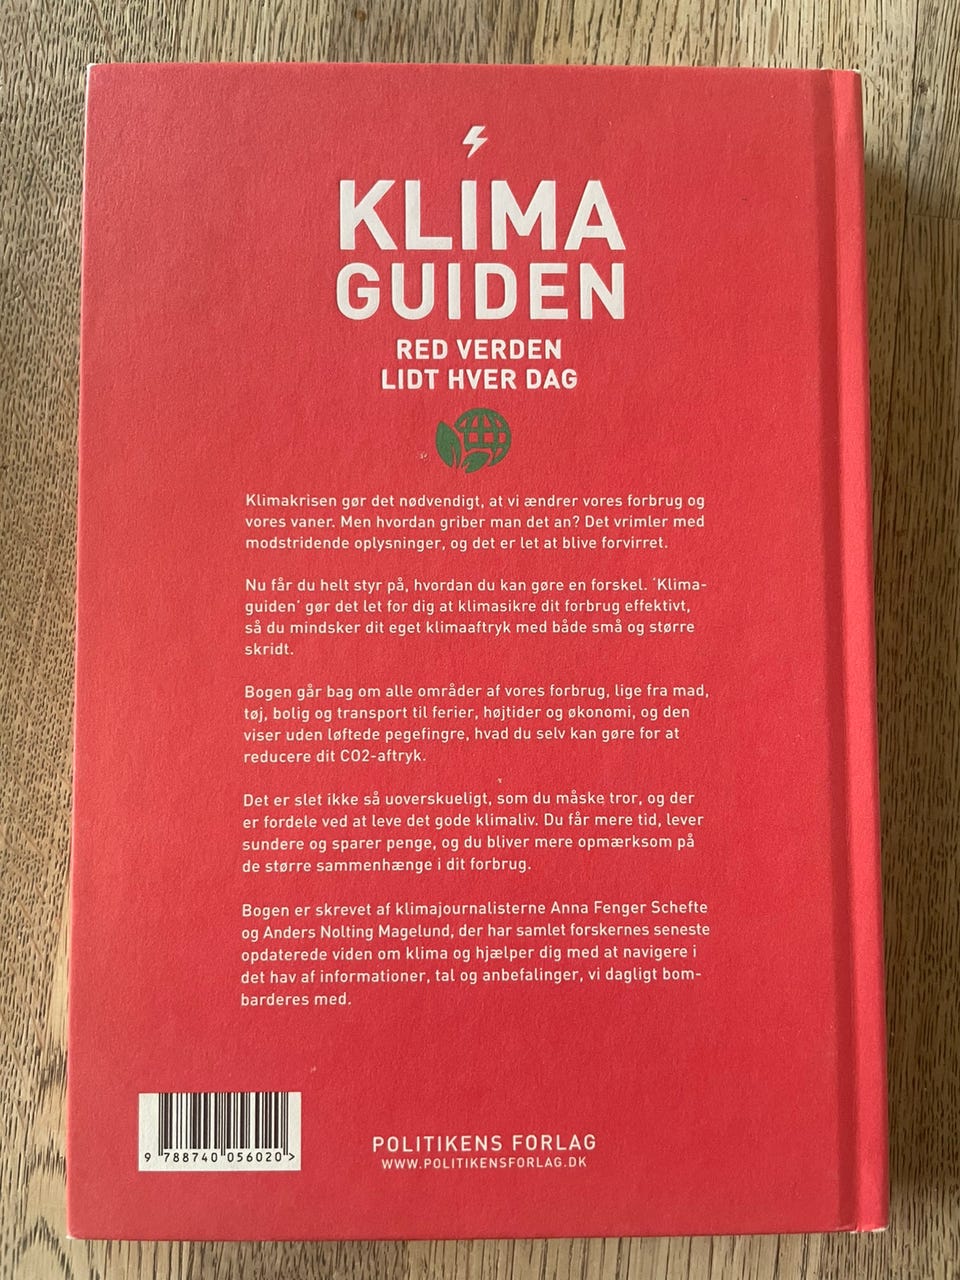 KLIMA
GUIDEN
RED VERDEN
LIDT HVER DAG
Klimakrisen gør det nødvendigt, at vi ændrer vores forbrug og
vores vaner. Men hvordan griber man det an? Det vrimler med
modstridende oplysninger, og det er let at blive forvirret.
Nu får du helt styr på, hvordan du kan gøre en forskel. ‘Klima-
guiden’ gør det let for dig at klimasikre dit forbrug effektivt,
så du mindsker dit eget klimaaftryk med både små og større
skridt.
Bogen går bag om alle områder af vores forbrug, lige fra mad,
tøj, bolig og transport til ferier, højtider og økonomi, og den
viser uden løftede pegefingre, hvad du selv kan gøre for at
reducere dit CO2-aftryk.
Det er slet ikke så uoverskueligt, som du måske tror, og der
er fordele ved at leve det gode klimaliv. Du får mere tid, lever
sundere og sparer penge, og du bliver mere opmærksom på
de større sammenhænge i dit forbrug.
Bogen er skrevet af klimajournalisterne Anna Fenger Schefte
og Anders Nolting Magelund, der har samlet forskernes seneste
opdaterede viden om klima og hjælper dig med at navigere i
det hav af informationer, tal og anbefalinger, vi dagligt bom-
barderes med.
9 788740 056020 >
POLITIKENS FORLAG
WWW.POLITIKENSFORLAG.DK